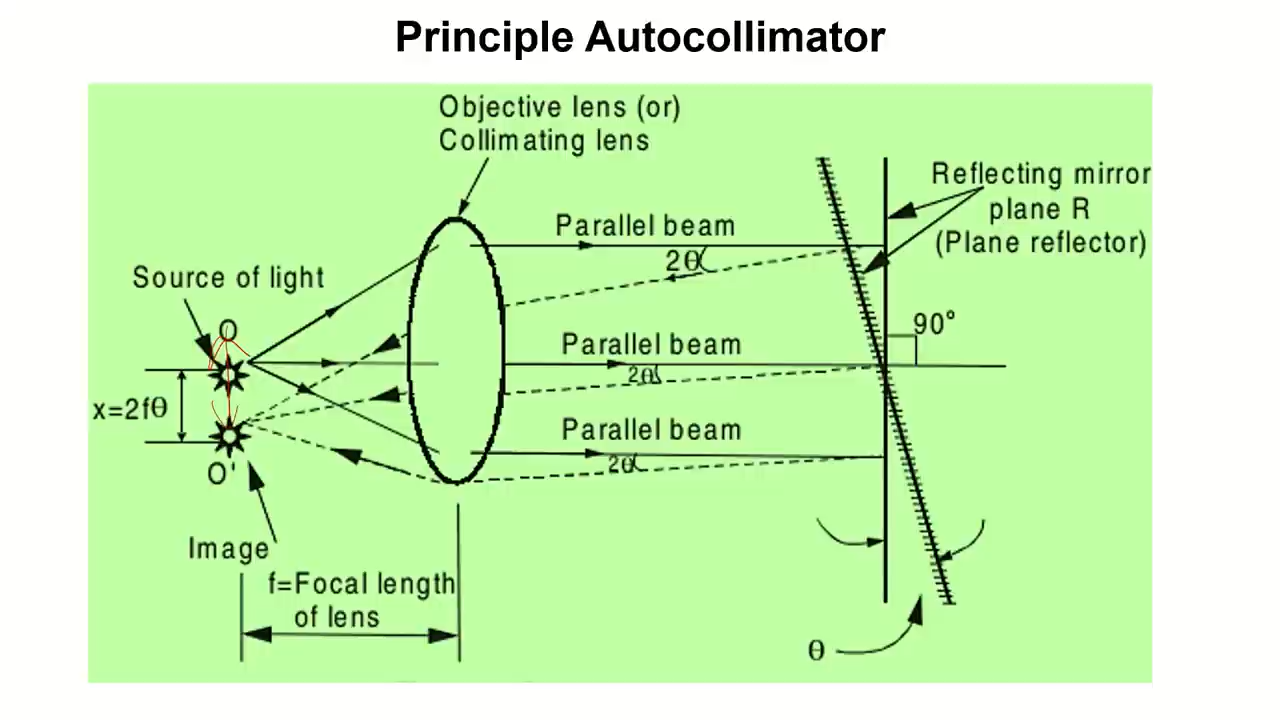 Principle Autocollimator
Objective lens (or)
Collimating lens
Reflecting mirror
plane R
(Plane reflector)
Parallel beam
2θ
Source of light
O
90°
Parallel beam
2θ
x=2fθ
Parallel beam
2θ
O'
Image
f=Focal length
of lens
θ